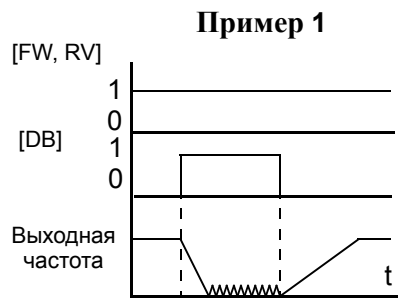 Пример 1
[FW, RV]
1
0
[DB]
1
0
Выходная
частота
t